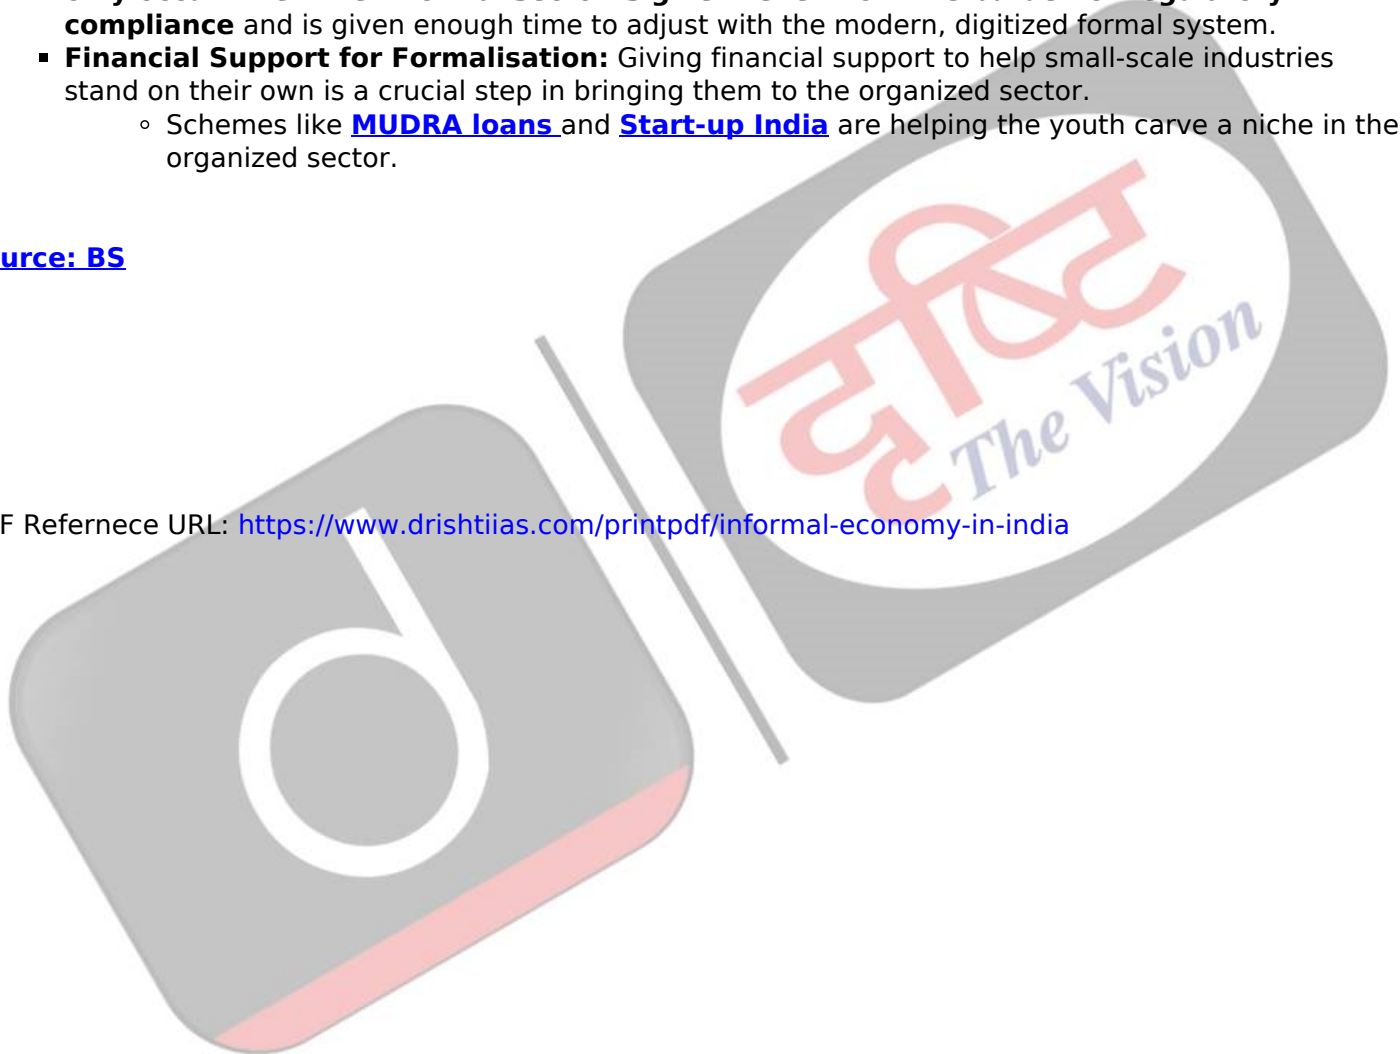 compliance and is given enough time to adjust with the modern, digitized formal system.
▪ Financial Support for Formalisation: Giving financial support to help small-scale industries
stand on their own is a crucial step in bringing them to the organized sector.
◦ Schemes like MUDRA loans and Start-up India are helping the youth carve a niche in the
organized sector.
urce: BS
दृष्टि
The Vision
F Refernece URL: https://www.drishtiias.com/printpdf/informal-economy-in-india
d